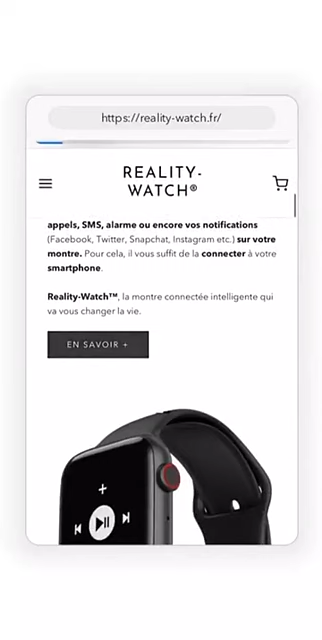 https://reality-watch.fr/
REALITY-
WATCH®
appels, SMS, alarme ou encore vos notifications
(Facebook, Twitter, Snapchat, Instagram etc.) sur votre
montre. Pour cela, il vous suffit de la connecter à votre
smartphone.
Reality-Watch™, la montre connectée intelligente qui
va vous changer la vie.
EN SAVOIR +